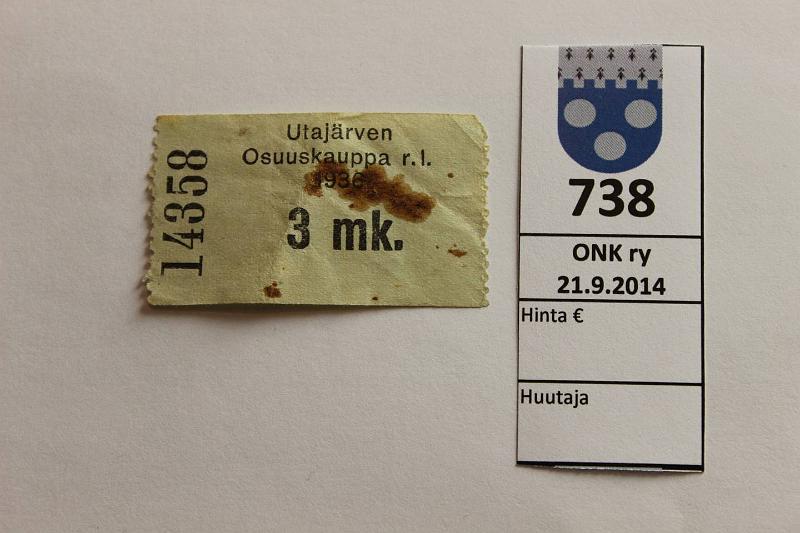 14358
Utajärven
Osuuskauppa r.l.
1936
3 mk.
738
ONK ry
21.9.2014
Hinta €
Huutaja